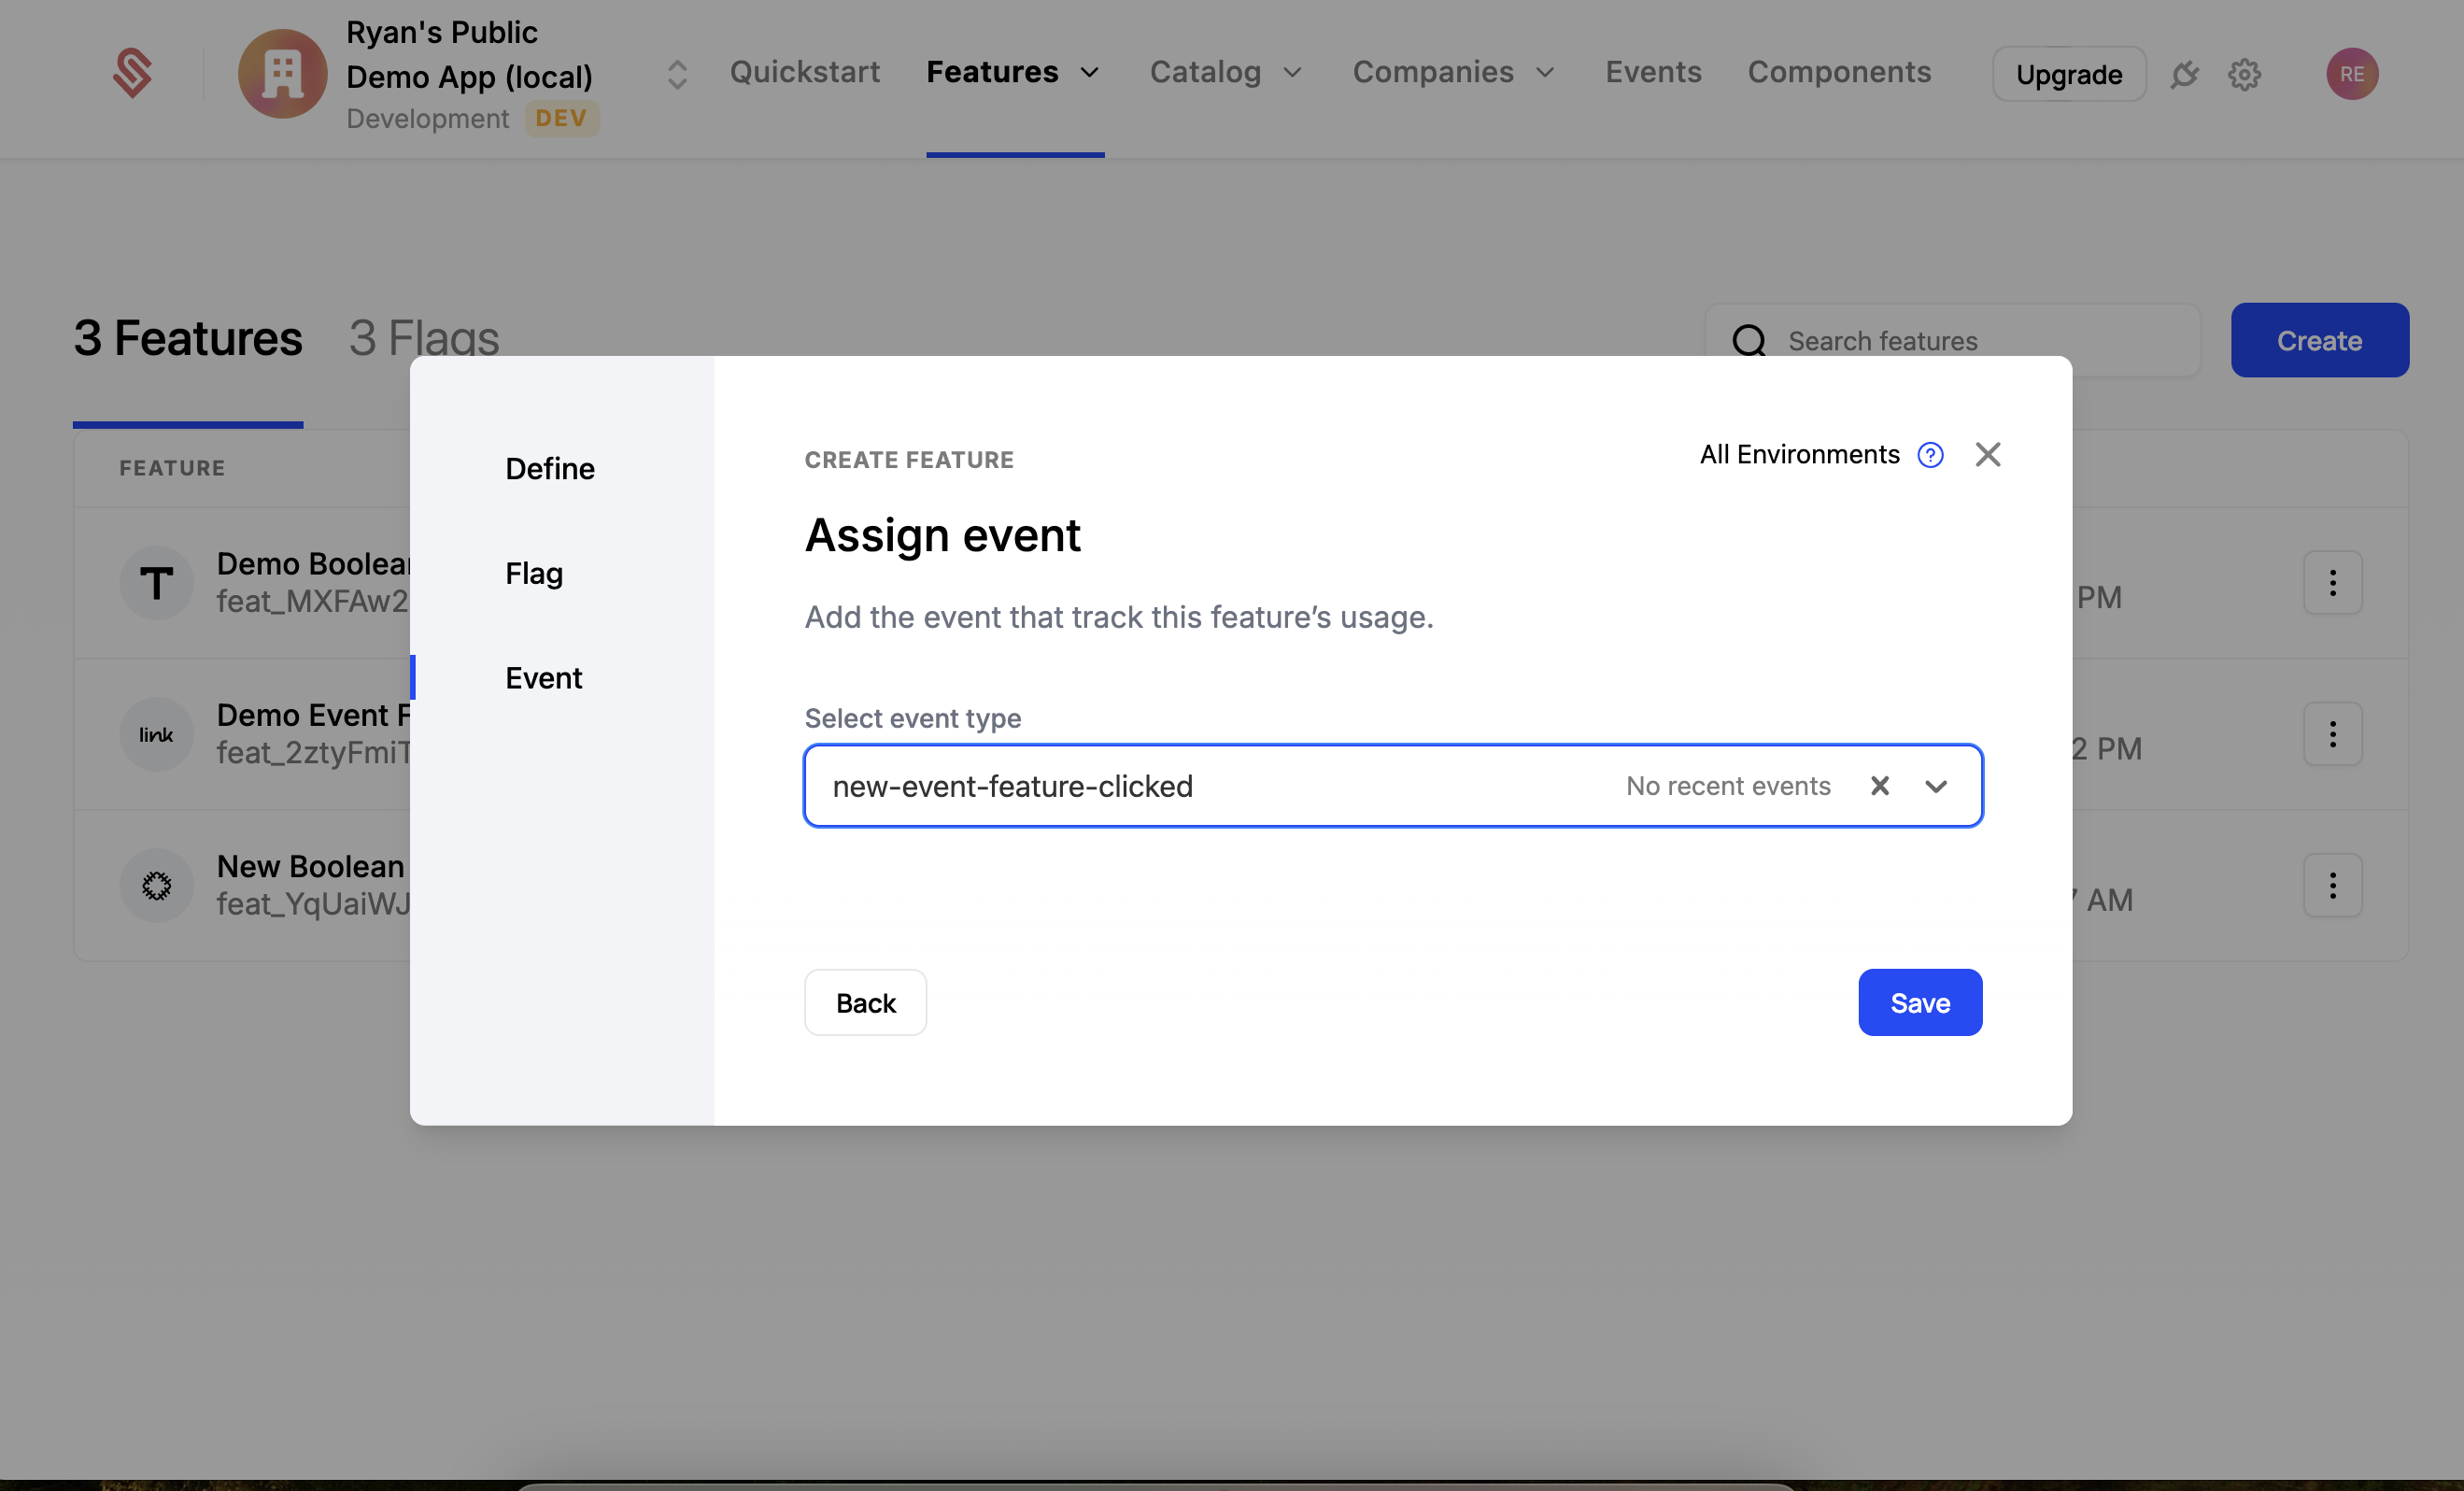 Ryan's Public
Demo App (local)
Development DEV
Quickstart Features Catalog Companies Events Components Upgrade RE
3 Features 3 Flags Search features Create
FEATURE
Demo Boolean
feat_MXFAw2
PM
link
Demo Event F
feat_2ztyFmiT
2 PM
New Boolean
feat_YqUaiWJ
7 AM
Define
Flag
Event
CREATE FEATURE
All Environments ?
Assign event
Add the event that track this feature’s usage.
Select event type
new-event-feature-clicked No recent events
Back Save